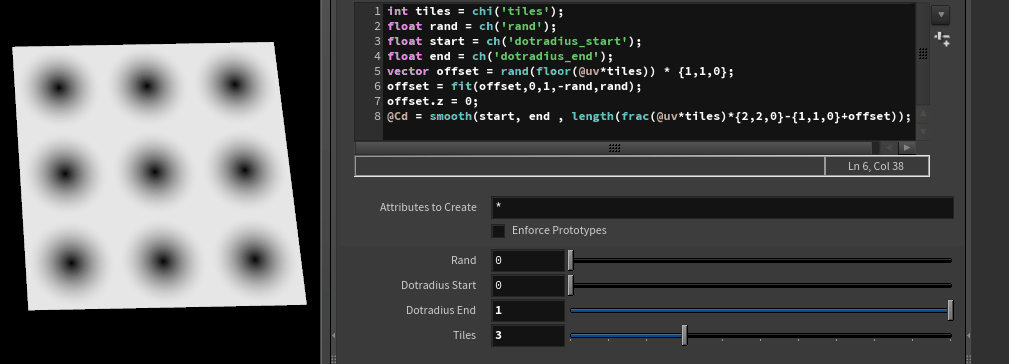 1 int tiles = chi('tiles');
2 float rand = ch('rand');
3 float start = ch('dotradius_start');
4 float end = ch('dotradius_end');
5 vector offset = rand(floor(@uv*tiles)) * {1,1,0};
6 offset = fit(offset,0,1,-rand,rand);
7 offset.z = 0;
8 @Cd = smooth(start, end , length(frac(@uv*tiles)*{2,2,0}-{1,1,0}+offset));
Ln 6, Col 38
Attributes to Create *
Enforce Prototypes
Rand 0
Dotradius Start 0
Dotradius End 1
Tiles 3